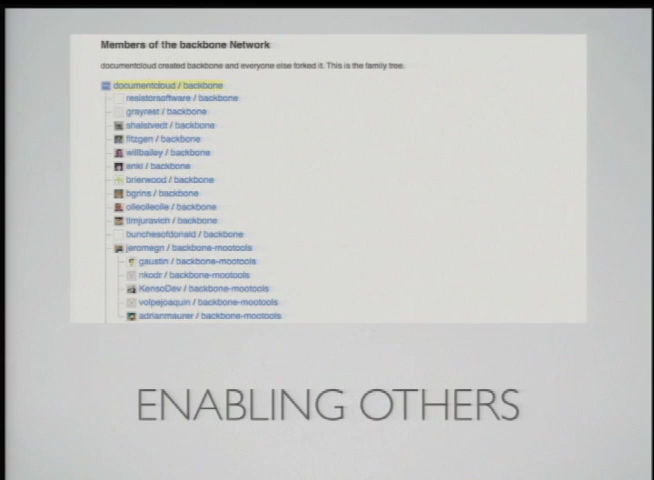 Members of the backbone Network
documentcloud created backbone and everyone else forked it. This is the family tree.
documentcloud / backbone
resistorsoftware / backbone
grayrest / backbone
shalstvedt / backbone
fitzgen / backbone
willbailey / backbone
enki / backbone
brierwood / backbone
bgrins / backbone
olleolleolle / backbone
timjuravich / backbone
bunchesofdonald / backbone
jeromegn / backbone-mootools
gaustin / backbone-mootools
nkodr / backbone-mootools
KensoDev / backbone-mootools
volpejoaquin / backbone-mootools
adrianmaurer / backbone-mootools
ENABLING OTHERS